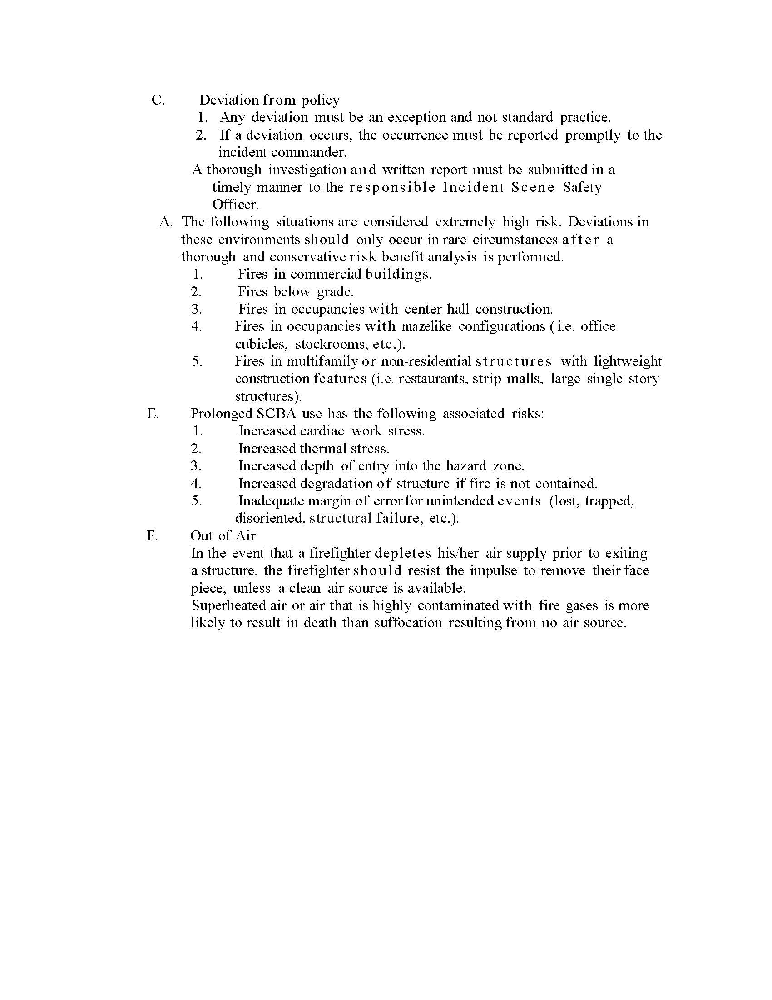 C. Deviation from policy
1. Any deviation must be an exception and not standard practice.
2. If a deviation occurs, the occurrence must be reported promptly to the
incident commander.
A thorough investigation and written report must be submitted in a
timely manner to the responsible Incident Scene Safety
Officer.
A. The following situations are considered extremely high risk. Deviations in
these environments should only occur in rare circumstances after a
thorough and conservative risk benefit analysis is performed.
1. Fires in commercial buildings.
2. Fires below grade.
3. Fires in occupancies with center hall construction.
4. Fires in occupancies with mazelike configurations (i.e. office
cubicles, stockrooms, etc.).
5. Fires in multifamily or non-residential structures with lightweight
construction features (i.e. restaurants, strip malls, large single story
structures).
E. Prolonged SCBA use has the following associated risks:
1. Increased cardiac work stress.
2. Increased thermal stress.
3. Increased depth of entry into the hazard zone.
4. Increased degradation of structure if fire is not contained.
5. Inadequate margin of error for unintended events (lost, trapped,
disoriented, structural failure, etc.).
F. Out of Air
In the event that a firefighter depletes his/her air supply prior to exiting
a structure, the firefighter should resist the impulse to remove their face
piece, unless a clean air source is available.
Superheated air or air that is highly contaminated with fire gases is more
likely to result in death than suffocation resulting from no air source.